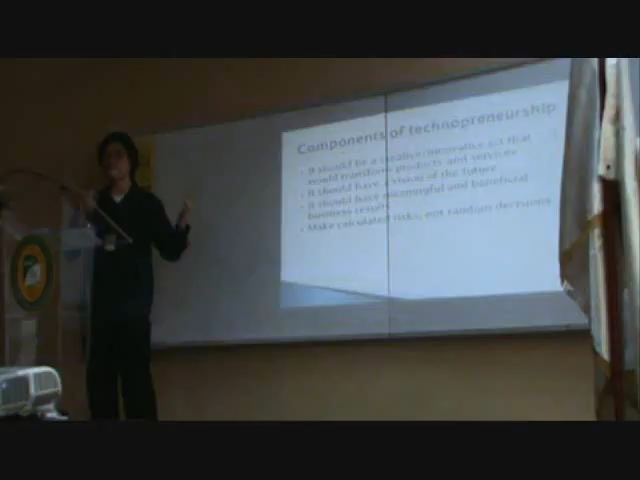 Components of technopreneurship
It should be a creative/innovative act that
would transform products and services
It should have a vision of the future
It should have meaningful and beneficial
business results
Make calculated risks, not random decisions